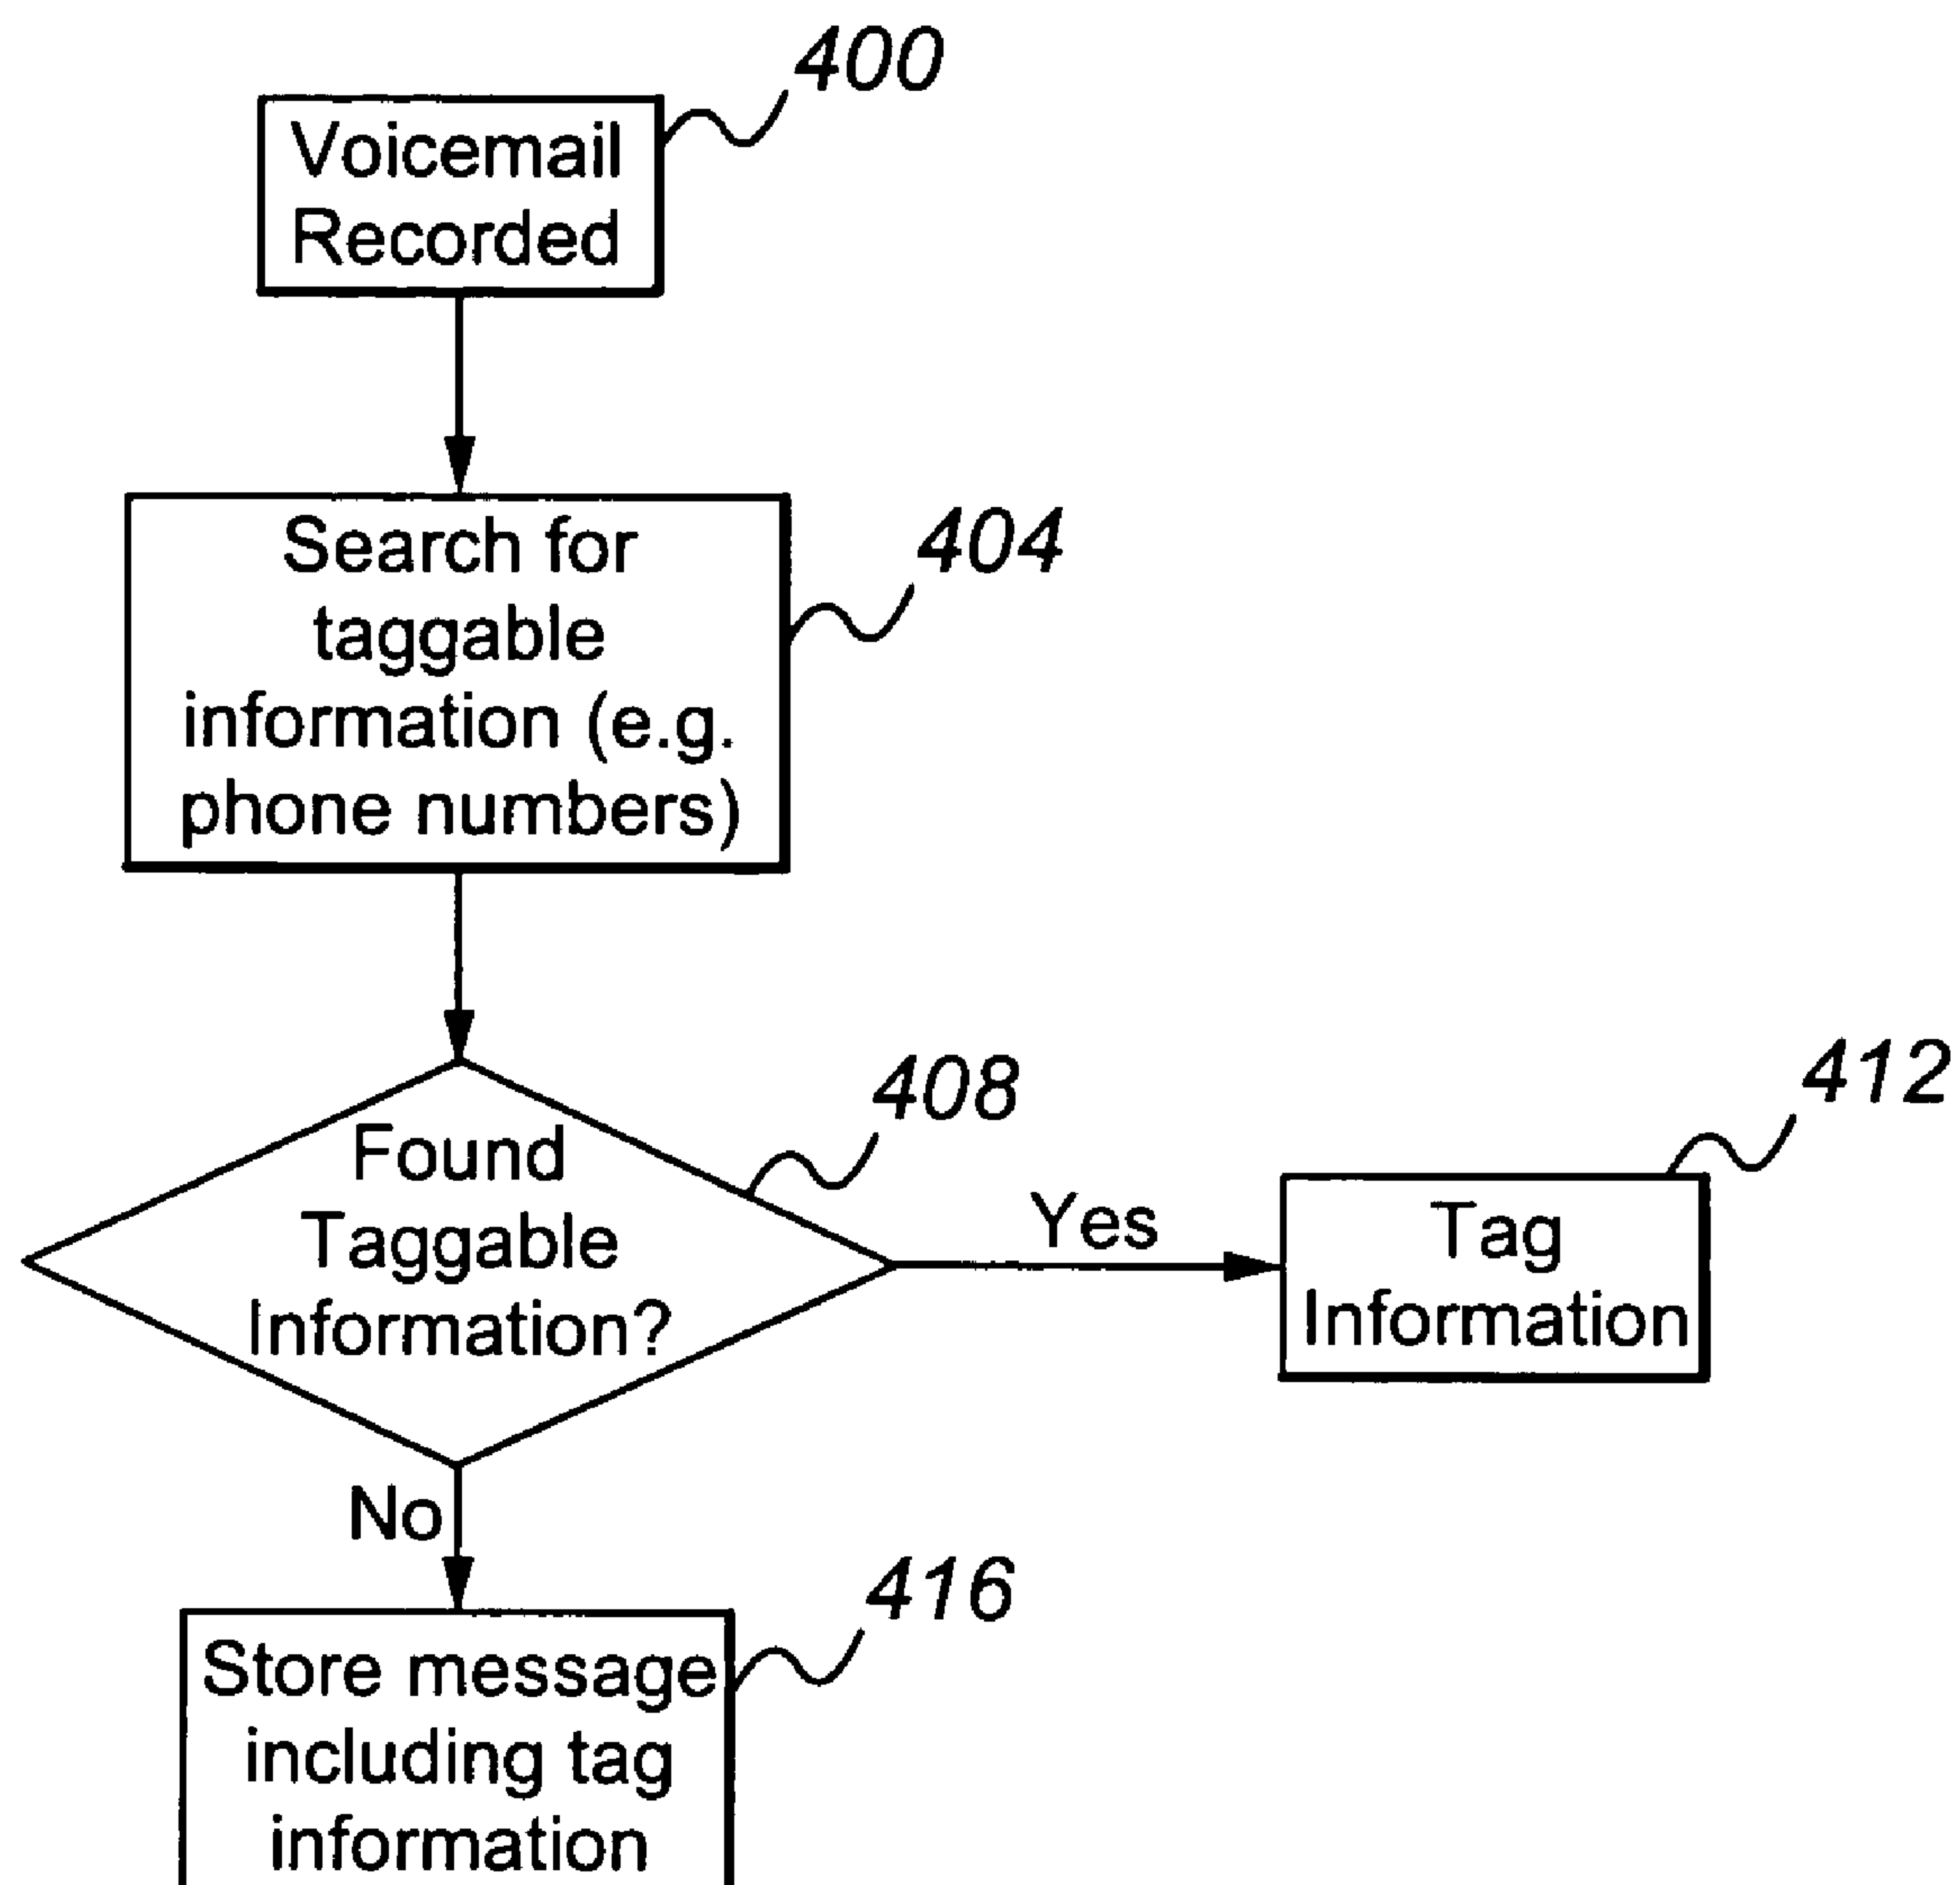 400
Voicemail
Recorded
404
Search for
taggable
information (e.g.
phone numbers)
408
Found
Taggable
Information?
Yes
412
Tag
Information
No
416
Store message
including tag
information